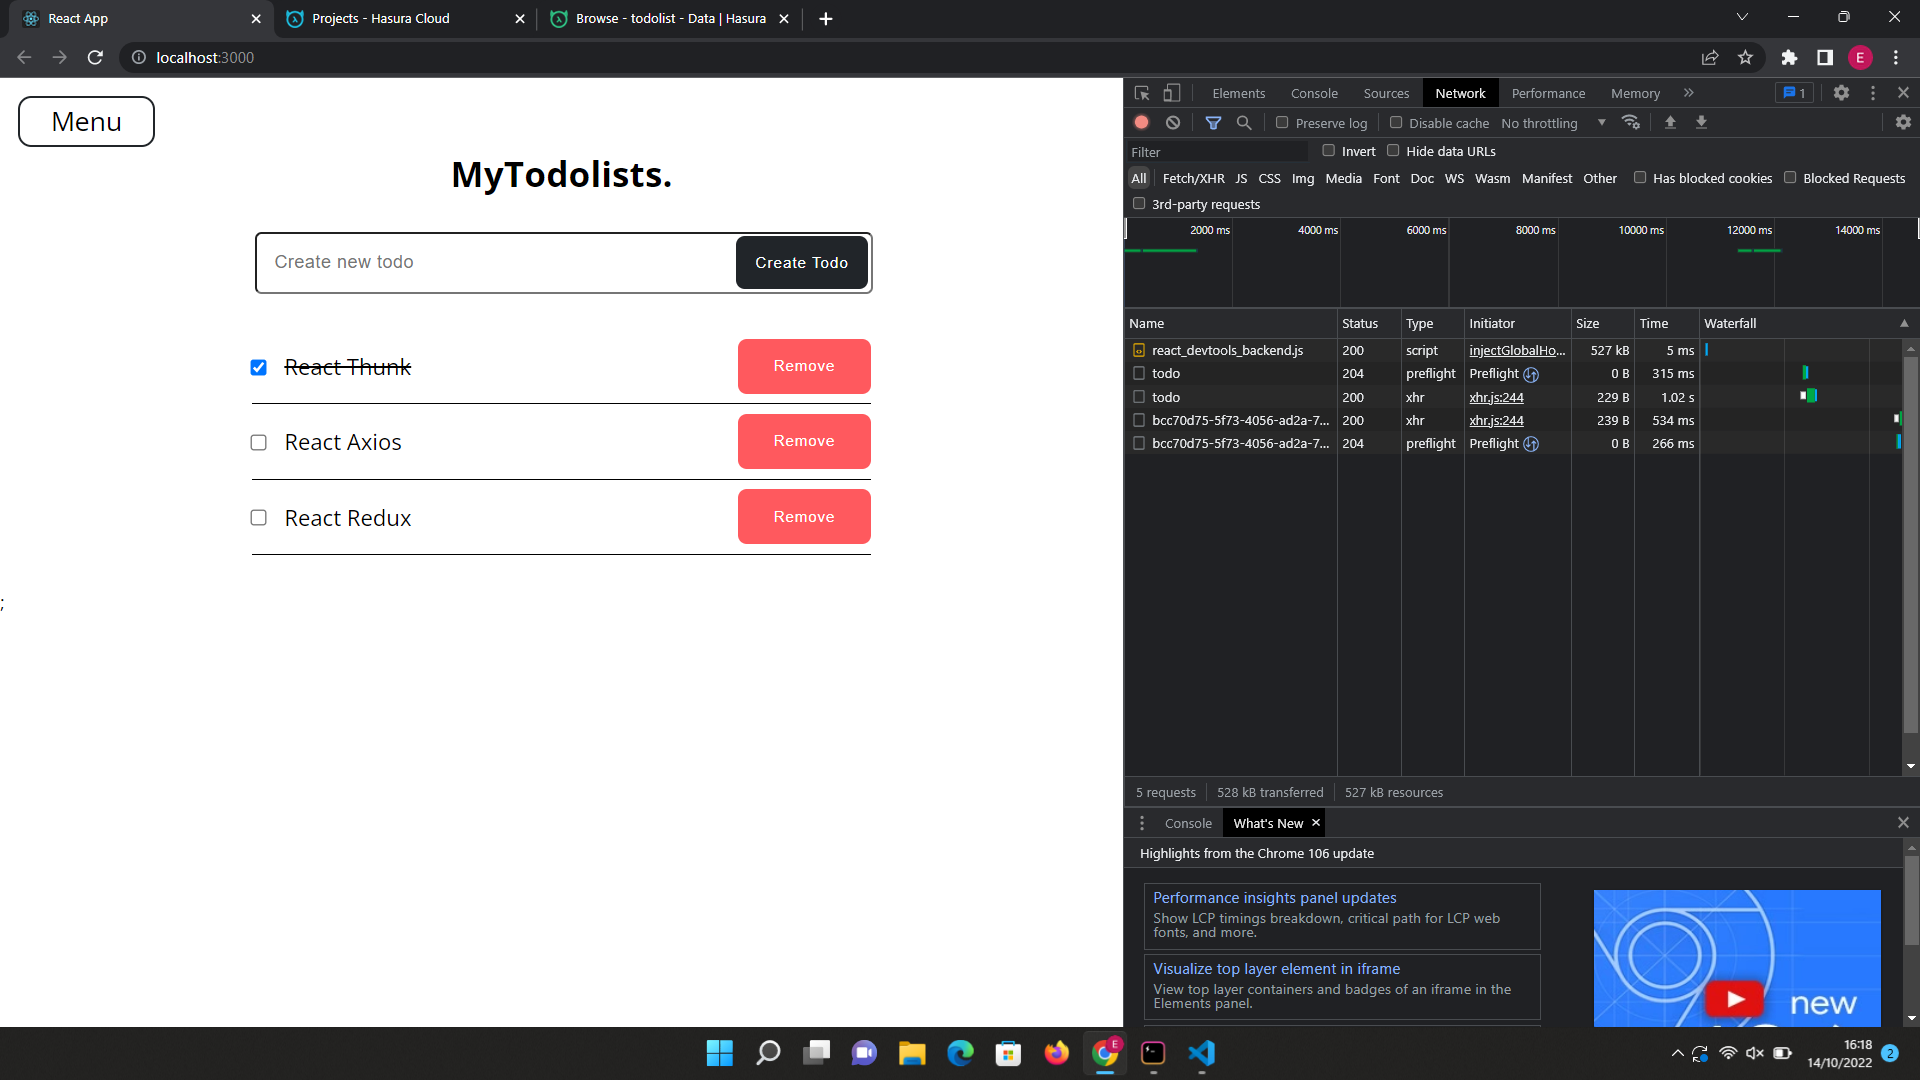 React App
Projects - Hasura Cloud
Browse - todolist - Data | Hasura
localhost:3000
E
Menu
MyTodolists.
Create new todo
Create Todo
React Thunk
Remove
React Axios
Remove
React Redux
Remove
;
Elements Console Sources Network Performance Memory » 1
Preserve log Disable cache No throttling
Filter Invert Hide data URLs
All Fetch/XHR JS CSS Img Media Font Doc WS Wasm Manifest Other Has blocked cookies Blocked Requests
3rd-party requests
2000 ms 4000 ms 6000 ms 8000 ms 10000 ms 12000 ms 14000 ms
Name Status Type Initiator Size Time Waterfall
react_devtools_backend.js 200 script injectGlobalHo... 527 kB 5 ms
todo 204 preflight Preflight 0 B 315 ms
todo 200 xhr xhr.js:244 229 B 1.02 s
bcc70d75-5f73-4056-ad2a-7... 200 xhr xhr.js:244 239 B 534 ms
bcc70d75-5f73-4056-ad2a-7... 204 preflight Preflight 0 B 266 ms
5 requests 528 kB transferred 527 kB resources
Console What's New
Highlights from the Chrome 106 update
Performance insights panel updates
Show LCP timings breakdown, critical path for LCP web
fonts, and more.
Visualize top layer element in iframe
View top layer containers and badges of an iframe in the
Elements panel.
new
E
16:18
14/10/2022
2